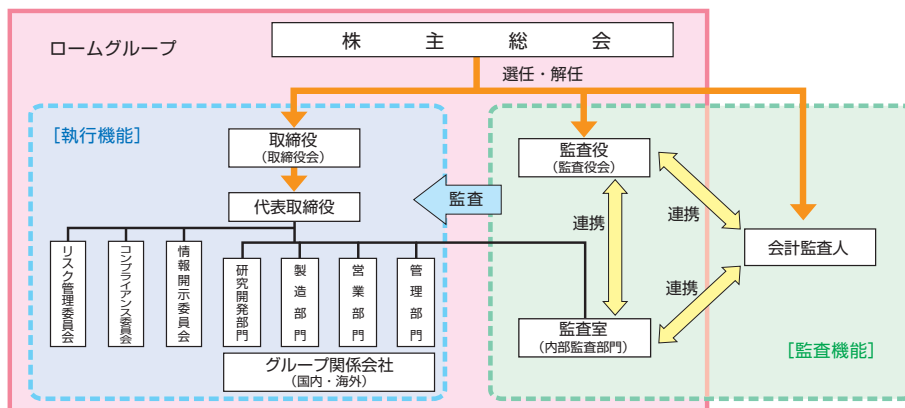 ロームグループ
株主総会
選任・解任
[執行機能]
取締役
(取締役会)
監査役
(監査役会)
代表取締役
監査
連携
連携
会計監査人
リスク管理委員会
コンプライアンス委員会
情報開示委員会
研究開発部門
製造部門
営業部門
管理部門
連携
監査室
(内部監査部門)
[監査機能]
グループ関係会社
(国内・海外)